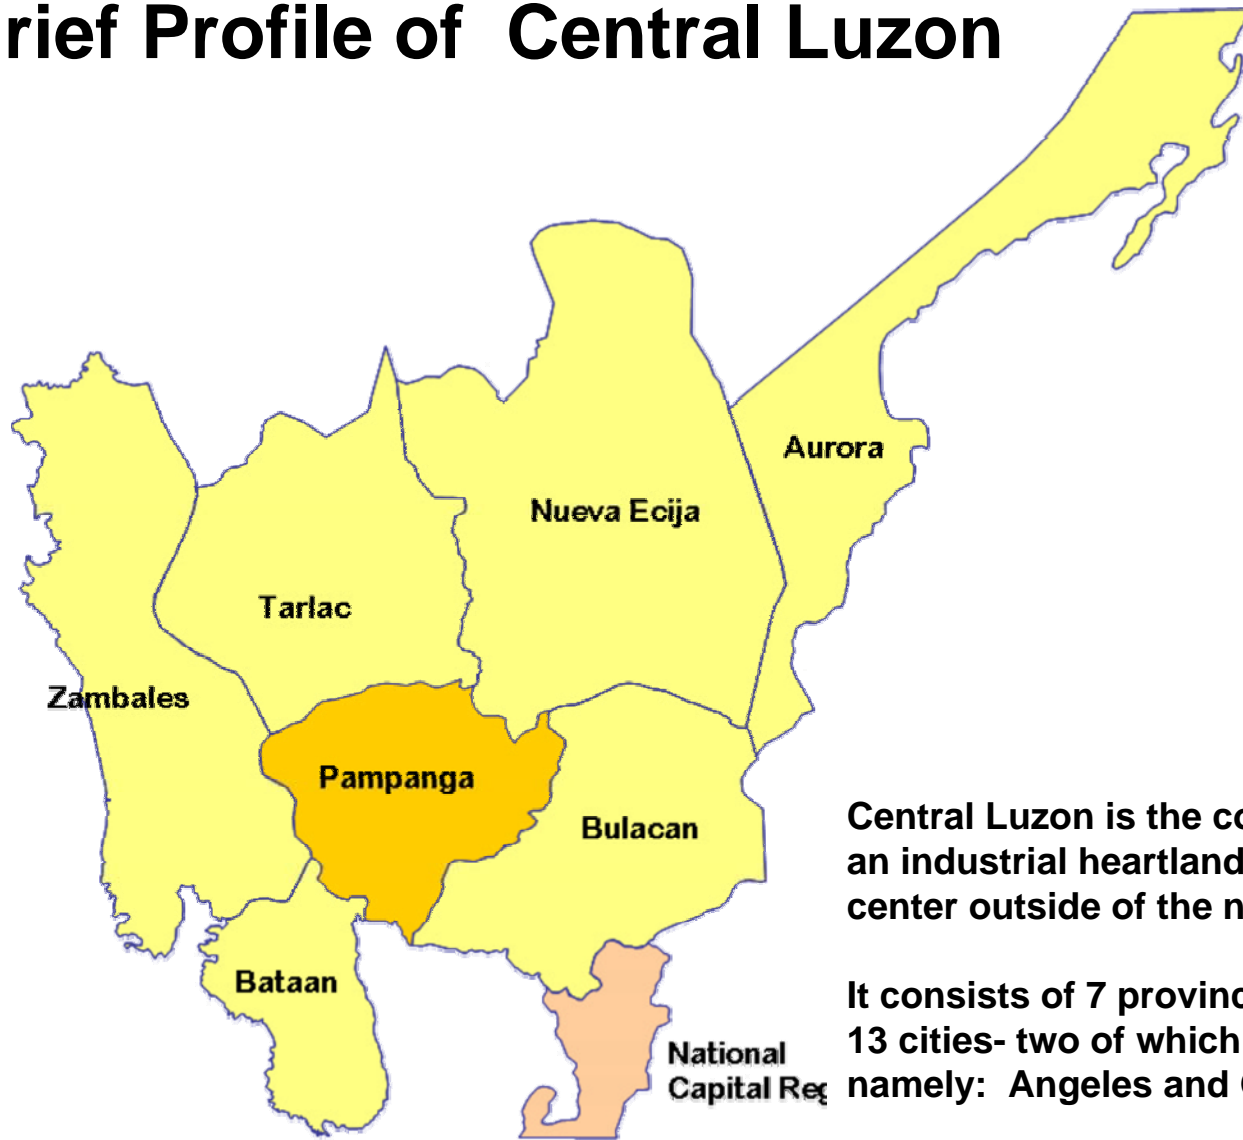 rief Profile of Central Luzon
Aurora
Nueva Ecija
Tarlac
Zambales
Pampanga
Bulacan
Bataan
National
Capital Reg
Central Luzon is the co
an industrial heartland
center outside of the n
It consists of 7 provinc
13 cities- two of which
namely: Angeles and